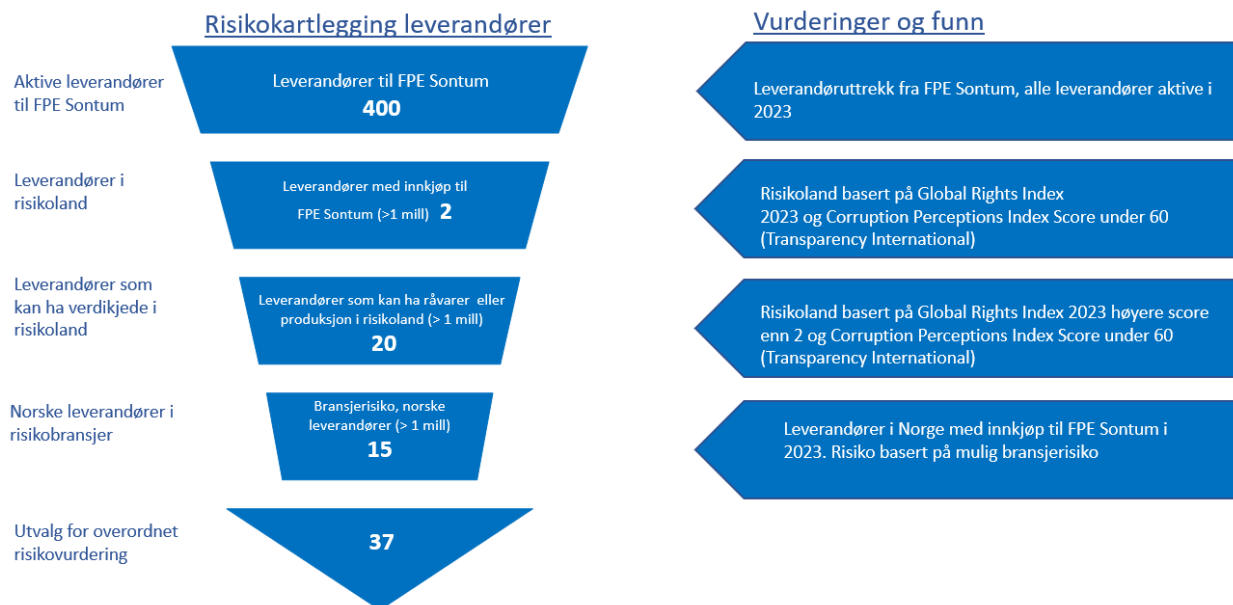 Risikokartlegging leverandører
Vurderinger og funn
Aktive leverandører
til FPE Sontum
Leverandører til FPE Sontum
400
Leverandøruttrekk fra FPE Sontum, alle leverandører aktive i
2023
Leverandører i
risikoland
Leverandører med innkjøp til
FPE Sontum (>1 mill) 2
Risikoland basert på Global Rights Index
2023 og Corruption Perceptions Index Score under 60
(Transparency International)
Leverandører som
kan ha verdikjede i
risikoland
Leverandører som kan ha råvarer eller
produksjon i risikoland (> 1 mill)
20
Risikoland basert på Global Rights Index 2023 høyere score
enn 2 og Corruption Perceptions Index Score under 60
(Transparency International)
Norske leverandører i
risikobransjer
Bransjerisiko, norske
leverandører (> 1 mill)
15
Leverandører i Norge med innkjøp til FPE Sontum i
2023. Risiko basert på mulig bransjerisiko
Utvalg for overordnet
risikovurdering
37